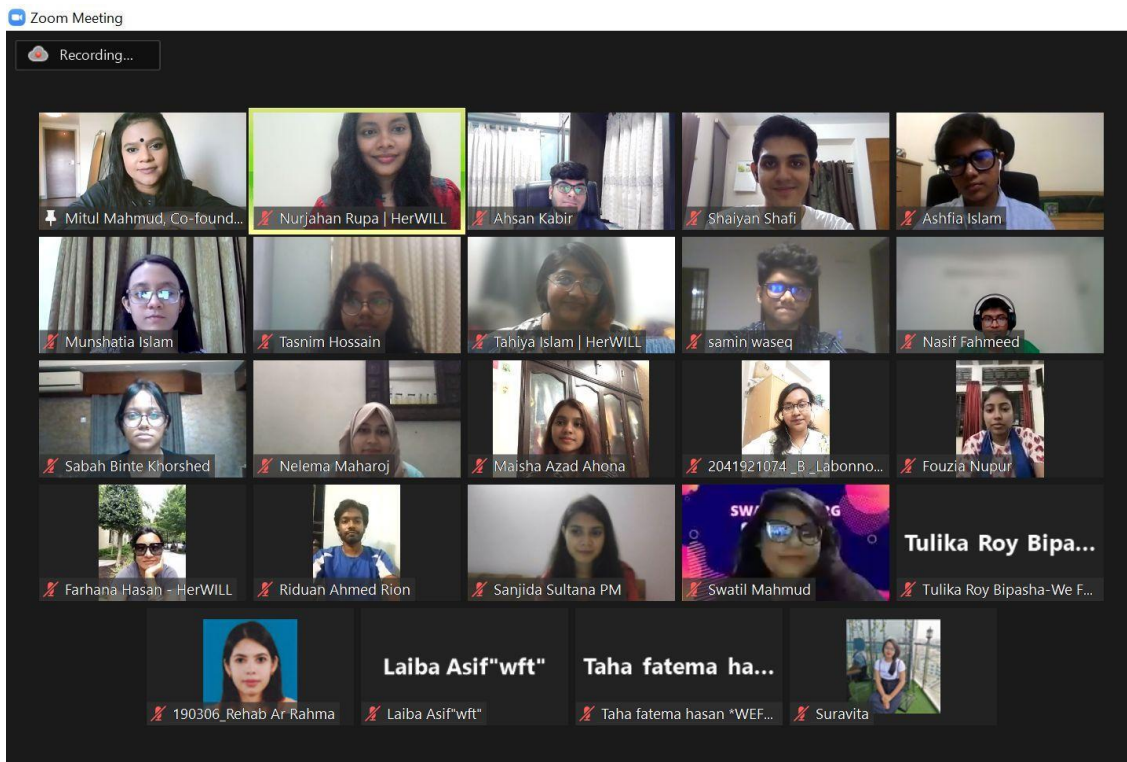 Zoom Meeting
Recording...
Mitul Mahmud, Co-found...
Nurjahan Rupa | HerWILL
Ahsan Kabir
Shaiyan Shafi
Ashfia Islam
Munshatia Islam
Tasnim Hossain
Tahiya Islam | HerWILL
samin waseq
Nasif Fahmeed
Sabah Binte Khorshed
Nelema Maharoj
Maisha Azad Ahona
2041921074 _B _Labonno...
Fouzia Nupur
Farhana Hasan - HerWILL
Riduan Ahmed Rion
Sanjida Sultana PM
Swatil Mahmud
Tulika Roy Bipa...
Tulika Roy Bipasha-We F...
190306_Rehab Ar Rahma
Laiba Asif"wft"
Laiba Asif"wft"
Taha fatema ha...
Taha fatema hasan *WEF...
Suravita